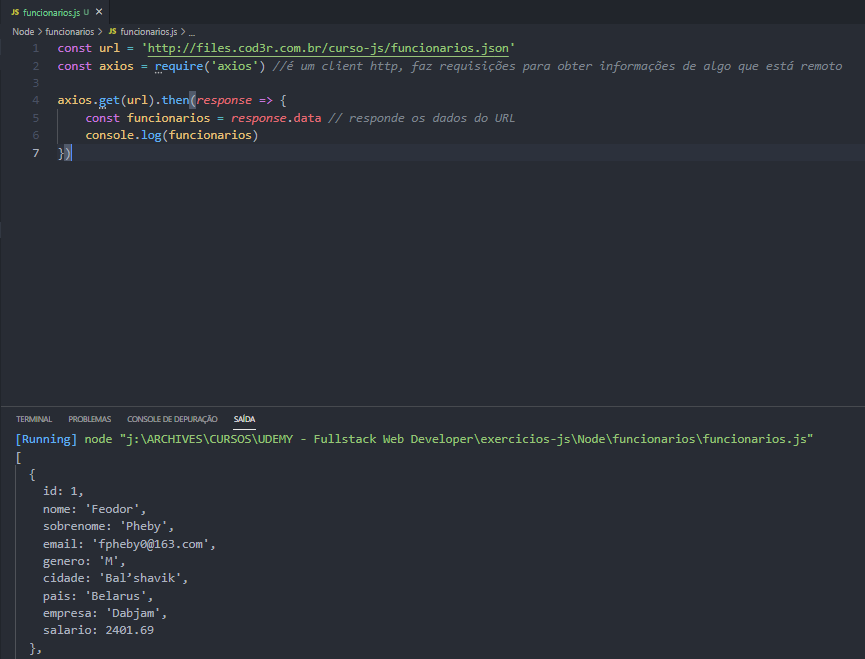 JS funcionarios.js U ×
Node > funcionarios > JS funcionarios.js > ...
1 const url = 'http://files.cod3r.com.br/curso-js/funcionarios.json'
2 const axios = require('axios') //é um client http, faz requisições para obter informações de algo que está remoto
3
4 axios.get(url).then(response => {
5 const funcionarios = response.data // responde os dados do URL
6 console.log(funcionarios)
7 })
TERMINAL PROBLEMAS CONSOLE DE DEPURAÇÃO SAÍDA
[Running] node "j:\ARCHIVES\CURSOS\UDEMY - Fullstack Web Developer\exercicios-js\Node\funcionarios\funcionarios.js"
[
{
id: 1,
nome: 'Feodor',
sobrenome: 'Pheby',
email: 'fpheby0@163.com',
genero: 'M',
cidade: 'Bal’shavik',
pais: 'Belarus',
empresa: 'Dabjam',
salario: 2401.69
},